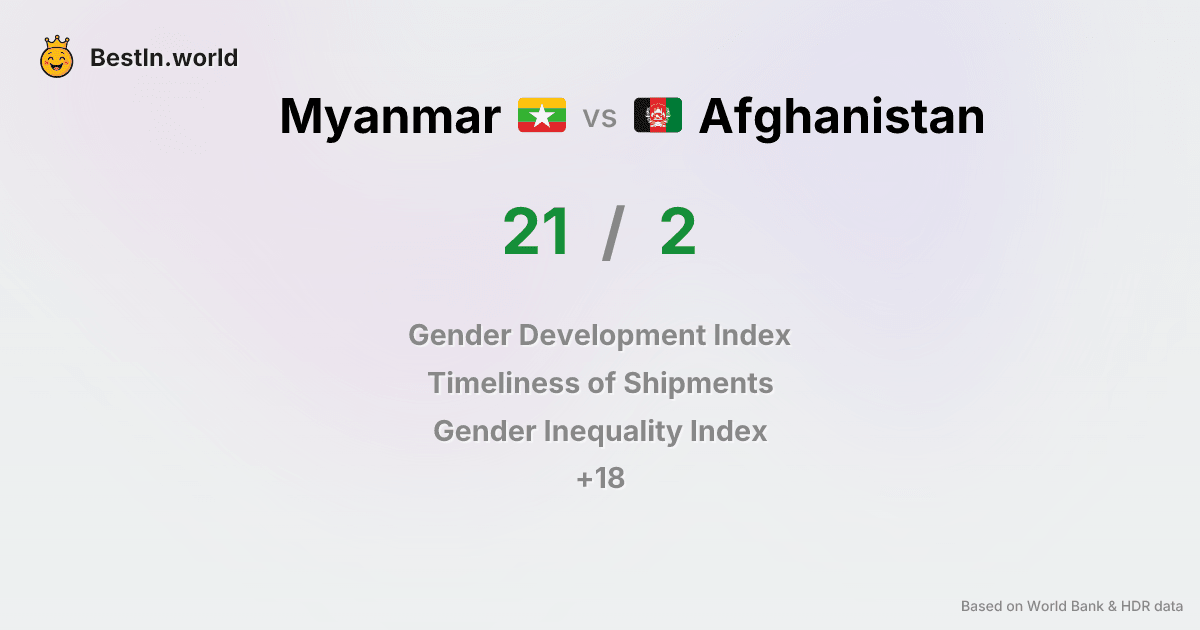 BestIn.world
Myanmar vs Afghanistan
21 / 2
Gender Development Index
Timeliness of Shipments
Gender Inequality Index
+18
Based on World Bank & HDR data